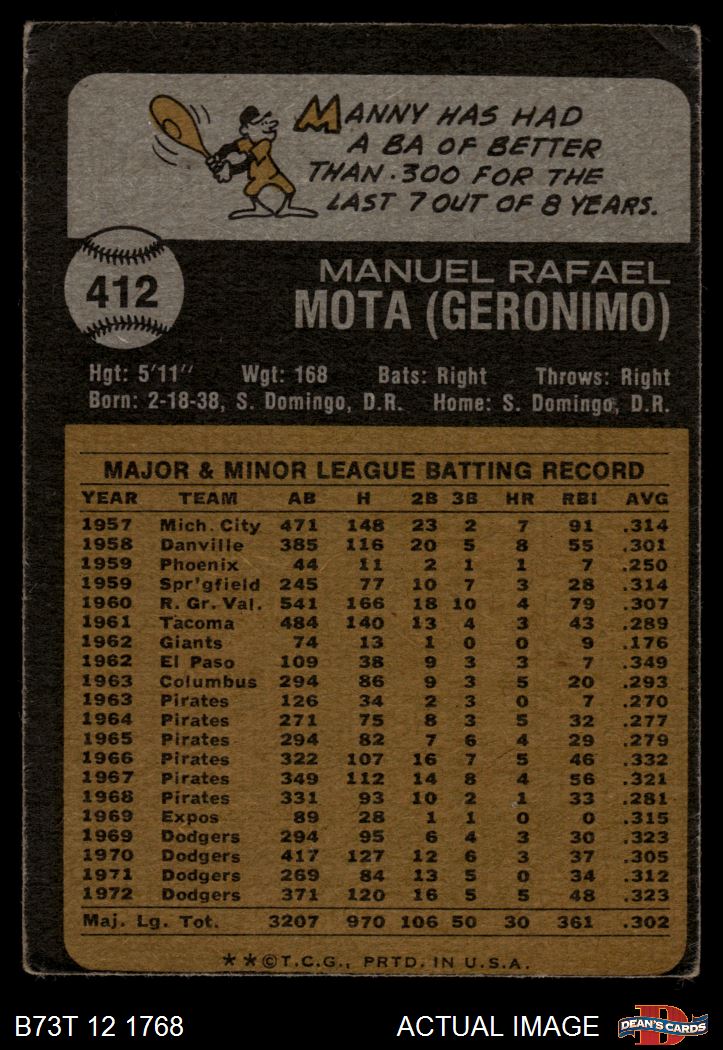 MANNY HAS HAD
A BA OF BETTER
THAN .300 FOR THE
LAST 7 OUT OF 8 YEARS.
412
MANUEL RAFAEL
MOTA (GERONIMO)
Hgt: 5'11" Wgt: 168 Bats: Right Throws: Right
Born: 2-18-38, S. Domingo, D.R. Home: S. Domingo, D.R.
MAJOR & MINOR LEAGUE BATTING RECORD
YEAR TEAM AB H 2B 3B HR RBI AVG
1957 Mich. City 471 148 23 2 7 91 .314
1958 Danville 385 116 20 5 8 55 .301
1959 Phoenix 44 11 2 1 1 7 .250
1959 Spr'gfield 245 77 10 7 3 28 .314
1960 R. Gr. Val. 541 166 18 10 4 79 .307
1961 Tacoma 484 140 13 4 3 43 .289
1962 Giants 74 13 1 0 0 9 .176
1962 El Paso 109 38 9 3 3 7 .349
1963 Columbus 294 86 9 3 5 20 .293
1963 Pirates 126 34 2 3 0 7 .270
1964 Pirates 271 75 8 3 5 32 .277
1965 Pirates 294 82 7 6 4 29 .279
1966 Pirates 322 107 16 7 5 46 .332
1967 Pirates 349 112 14 8 4 56 .321
1968 Pirates 331 93 10 2 1 33 .281
1969 Expos 89 28 1 1 0 0 .315
1969 Dodgers 294 95 6 4 3 30 .323
1970 Dodgers 417 127 12 6 3 37 .305
1971 Dodgers 269 84 13 5 0 34 .312
1972 Dodgers 371 120 16 5 5 48 .323
Maj. Lg. Tot. 3207 970 106 50 30 361 .302
**©T.C.G., PRTD. IN U.S.A.
B73T 12 1768 ACTUAL IMAGE
D
DEAN'S CARDS